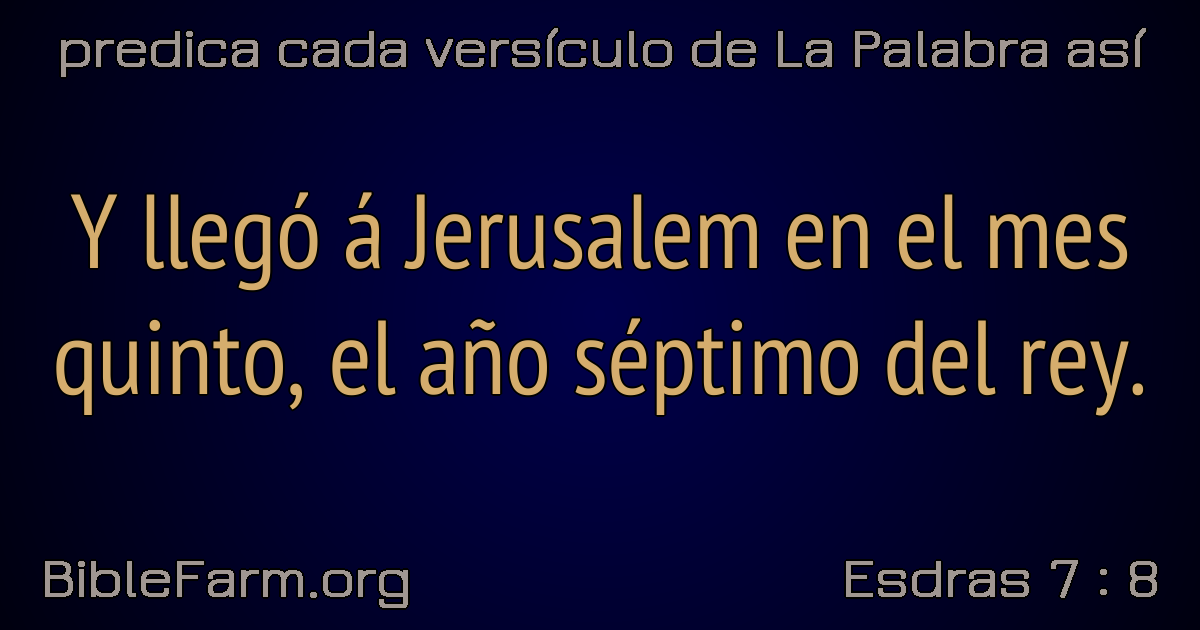 predica cada versículo de La Palabra así
Y llegó á Jerusalem en el mes
quinto, el año séptimo del rey.
BibleFarm.org
Esdras 7 : 8